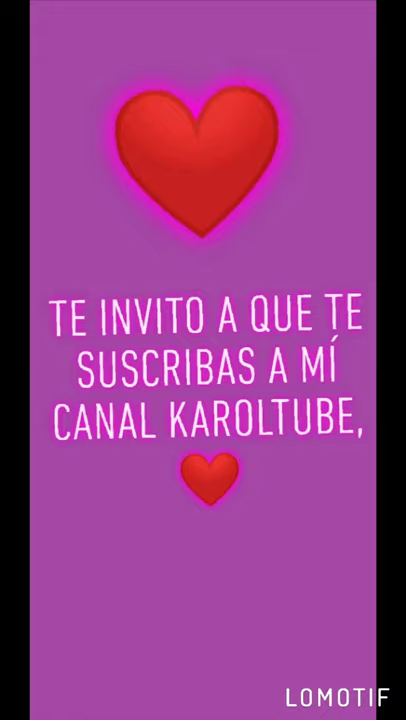 TE INVITO A QUE TE
SUSCRIBAS A MÍ
CANAL KAROLTUBE,
LOMOTIF